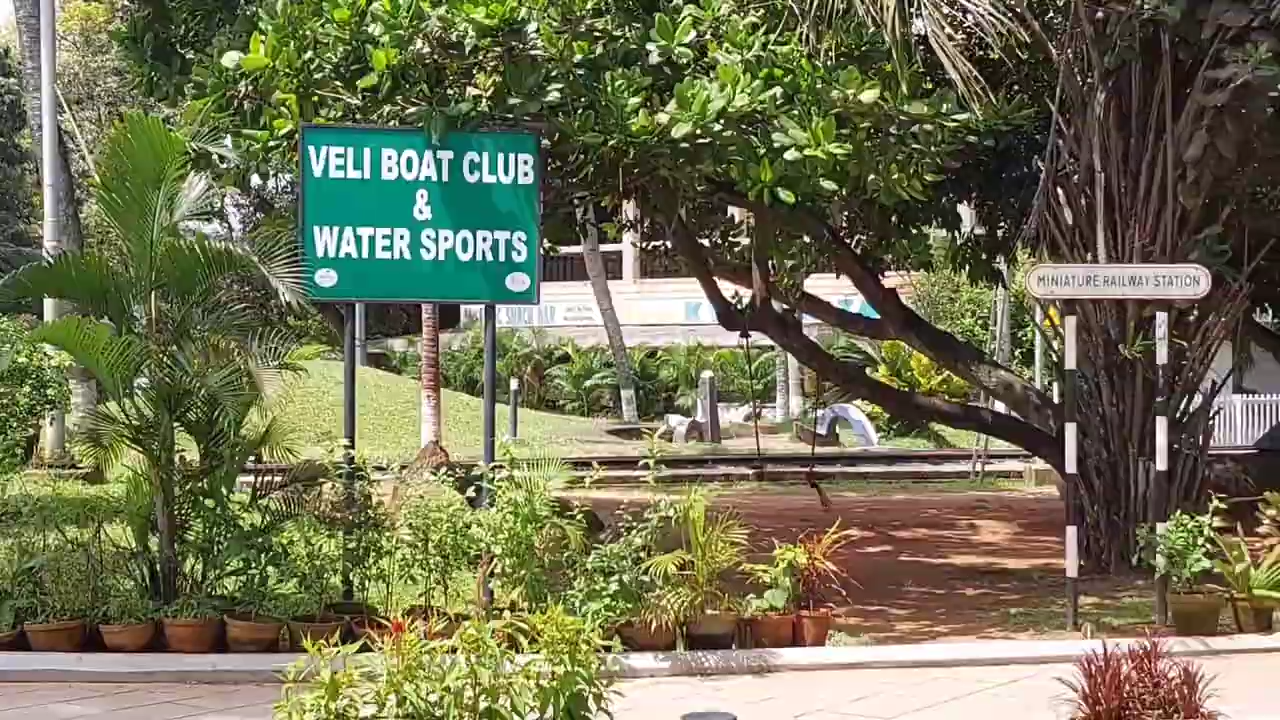 VELI BOAT CLUB
&
WATER SPORTS
MINIATURE RAILWAY STATION